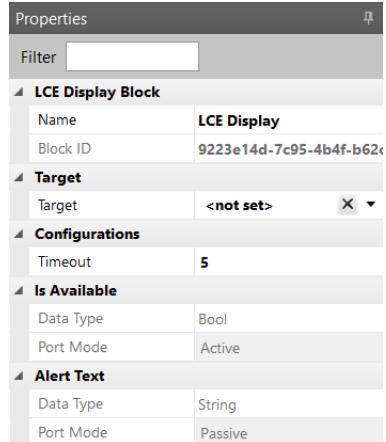 Properties
Filter
LCE Display Block
Name LCE Display
Block ID 9223e14d-7c95-4b4f-b62
Target
Target <not set>
Configurations
Timeout 5
Is Available
Data Type Bool
Port Mode Active
Alert Text
Data Type String
Port Mode Passive